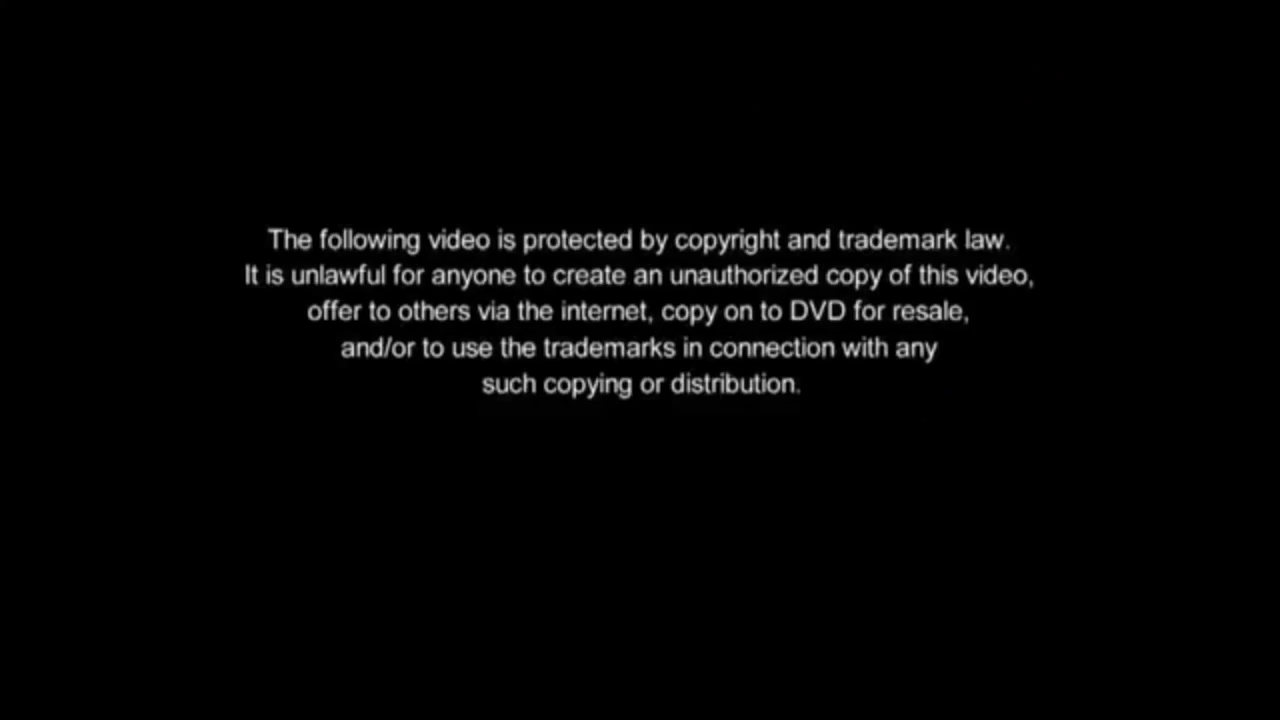 The following video is protected by copyright and trademark law.
It is unlawful for anyone to create an unauthorized copy of this video,
offer to others via the internet, copy on to DVD for resale,
and/or to use the trademarks in connection with any
such copying or distribution.